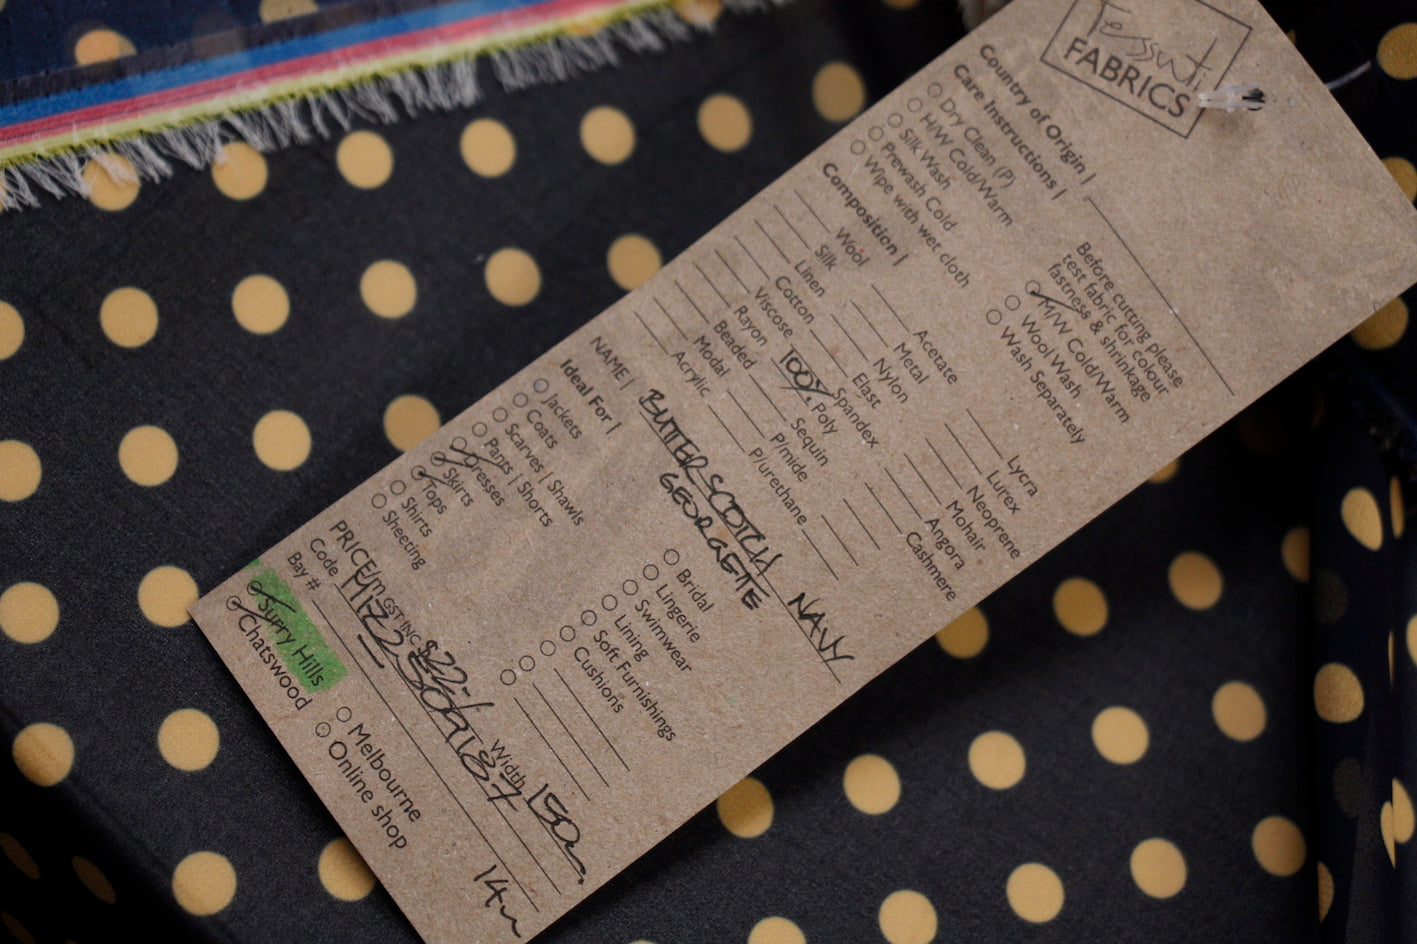 Tessuti
FABRICS
Country of Origin |
Care Instructions |
Dry Clean (P)
H/W Cold/Warm
Silk Wash
Prewash Cold
Wipe with wet cloth
Before cutting please
test fabric for colour
fastness & shrinkage
M/W Cold/Warm
Wool Wash
Wash Separately
Composition |
Wool
Silk
Linen
Cotton
Viscose
Rayon
Beaded
Modal
Acrylic
Acetate
Metal
Nylon
Elast
Spandex
100% Poly
Sequin
P/mide
P/urethane
Lycra
Lurex
Neoprene
Mohair
Angora
Cashmere
NAME | BUTTERSCOTCH NAVY
GEORGETTE
Ideal For |
Jackets
Coats
Scarves | Shawls
Pants | Shorts
Dresses
Skirts
Tops
Shirts
Sheeting
Bridal
Lingerie
Swimwear
Lining
Soft Furnishings
Cushions
PRICE/m GST INC $22.- Width 150
Code
Bay # 14m
Surry Hills
Chatswood
Melbourne
Online shop